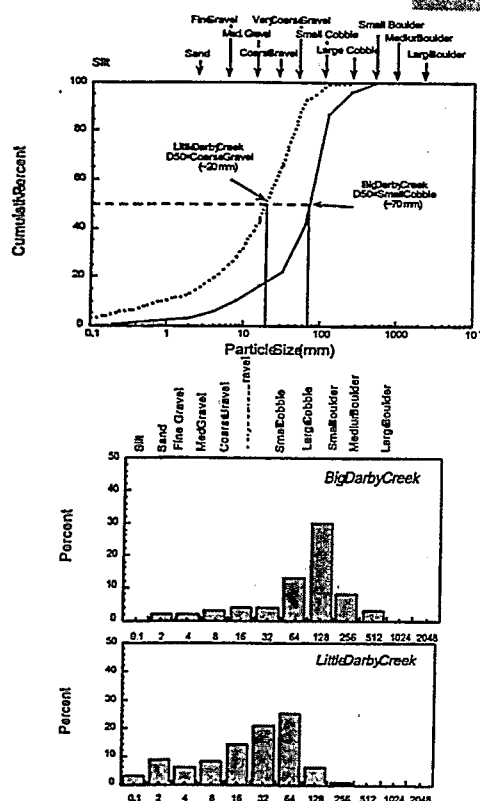 FineGravel VeryCoarseGravel Small Boulder
Med Gravel Small Cobble MediumBoulder
Sand CoarseGravel Large Cobble LargeBoulder
Silt
100
80
60
40
20
0
CumulativePercent
LittleDarbyCreek
D50=CoarseGravel
(~20mm)
BigDarbyCreek
D50=SmallCobble
(~70mm)
0.1 1 10 100 1000 10
ParticleSize(mm)
Silt
Sand
Fine Gravel
MedGravel
CoarseGravel
ravel
SmallCobble
LargeCobble
SmallBoulder
MediumBoulder
LargeBoulder
50
40
30
20
10
0
Percent
BigDarbyCreek
0.1 2 4 8 16 32 64 128 256 512 1024 2048
50
40
30
20
10
0
Percent
LittleDarbyCreek
0.1 2 4 8 16 32 64 128 256 512 1024 2048